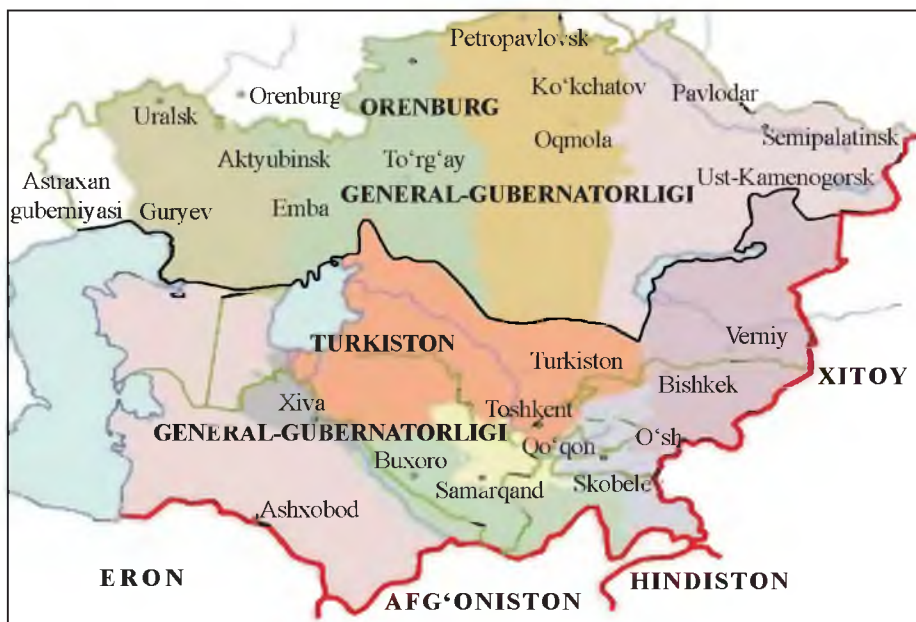 Petropavlovsk
Orenburg
Ko‘kchatov
Pavlodar
Uralsk
ORENBURG
Semipalatinsk
Aktyubinsk
To‘rg‘ay
Oqmola
Ust-Kamenogorsk
Astraxan
guberniyasi
Guryev
Emba
GENERAL-GUBERNATORLIGI
TURKISTON
Turkiston
Verniy
XITOY
Bishkek
Xiva
Toshkent
GENERAL-GUBERNATORLIGI
Qo‘qon
O‘sh
Buxoro
Samarqand
Skobele
Ashxobod
ERON
AFG‘ONISTON
HINDISTON